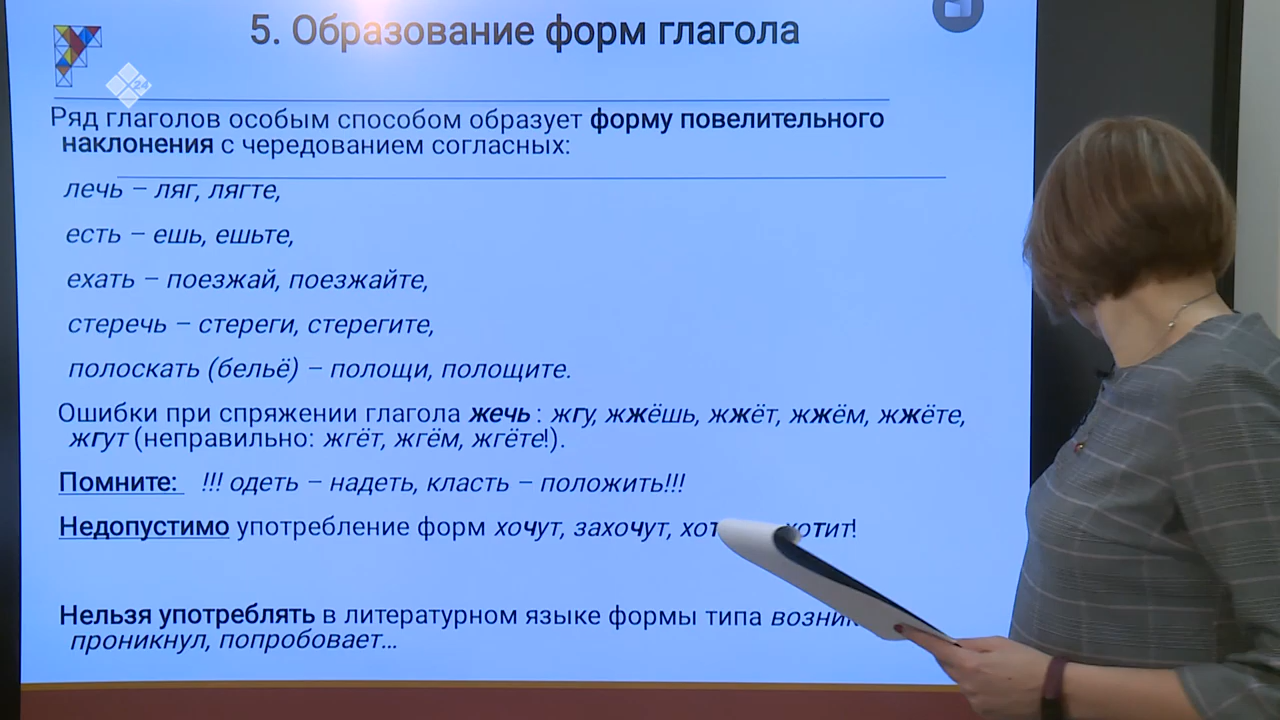 5. Образование форм глагола
24
Ряд глаголов особым способом образует форму повелительного
наклонения с чередованием согласных:
лечь – ляг, лягте,
есть – ешь, ешьте,
ехать – поезжай, поезжайте,
стеречь – стереги, стерегите,
полоскать (бельё) – полощи, полощите.
Ошибки при спряжении глагола жечь : жгу, жжёшь, жжёт, жжём, жжёте,
жгут (неправильно: жгёт, жгём, жгёте!).
Помните: !!! одеть – надеть, класть – положить!!!
Недопустимо употребление форм хочут, захочут,
Нельзя употреблять в литературном языке формы типа
проникнул, попробовает...